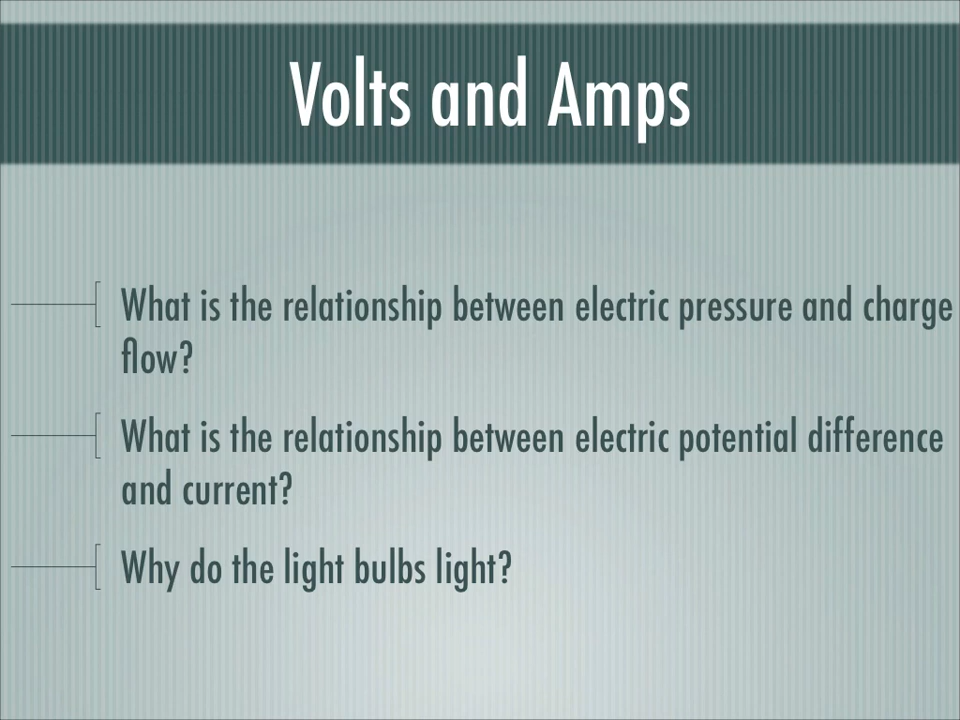 Volts and Amps
What is the relationship between electric pressure and charge
flow?
What is the relationship between electric potential difference
and current?
Why do the light bulbs light?